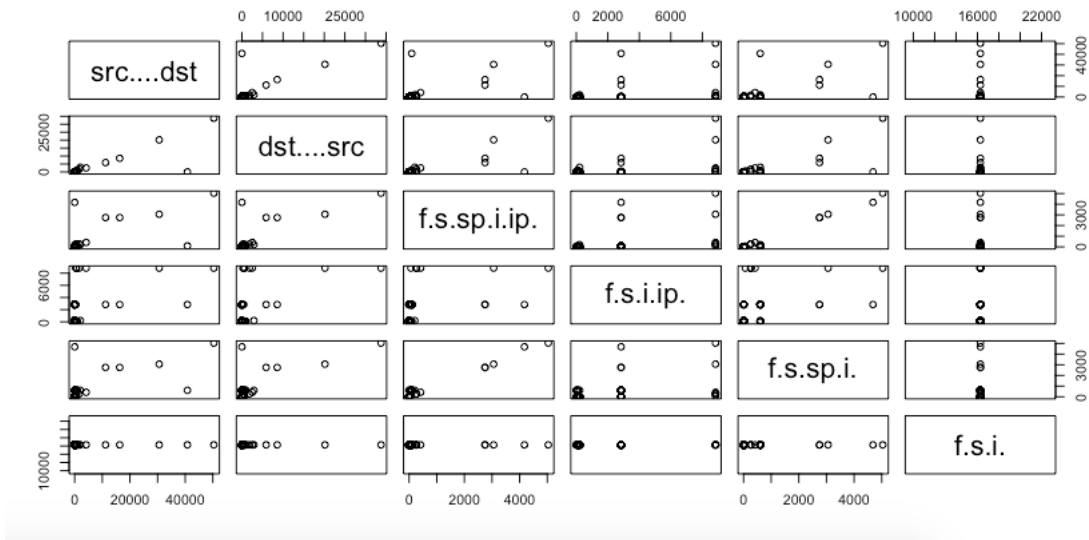 0 10000 25000 0 2000 6000 10000 16000 22000
src....dst 0 40000
0 25000 dst....src
f.s.sp.i.ip. 0 3000
0 6000 f.s.i.ip.
f.s.sp.i. 0 3000
10000 f.s.i.
0 20000 40000 0 2000 4000 0 2000 4000